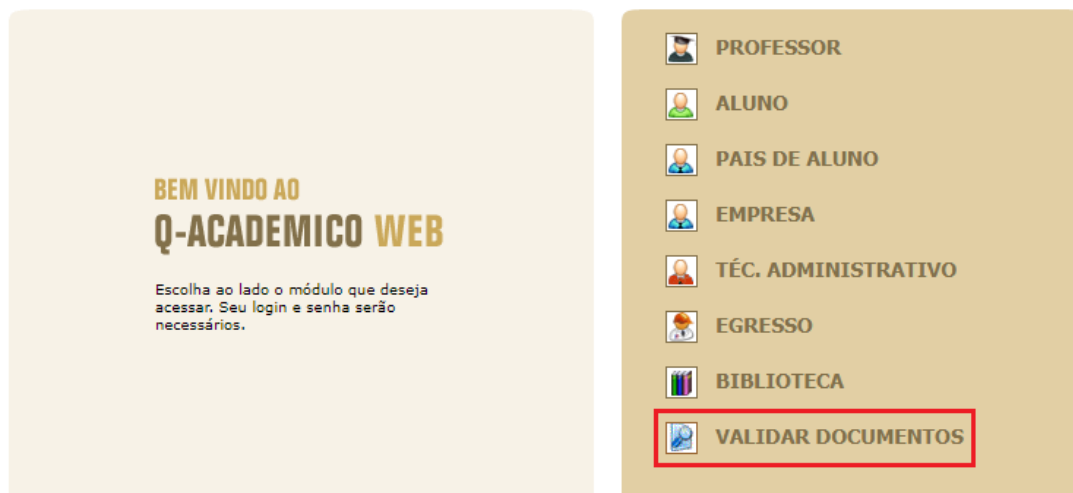 BEM VINDO AO
Q-ACADEMICO WEB
Escolha ao lado o módulo que deseja
acessar. Seu login e senha serão
necessários.
PROFESSOR
ALUNO
PAIS DE ALUNO
EMPRESA
TÉC. ADMINISTRATIVO
EGRESSO
BIBLIOTECA
VALIDAR DOCUMENTOS